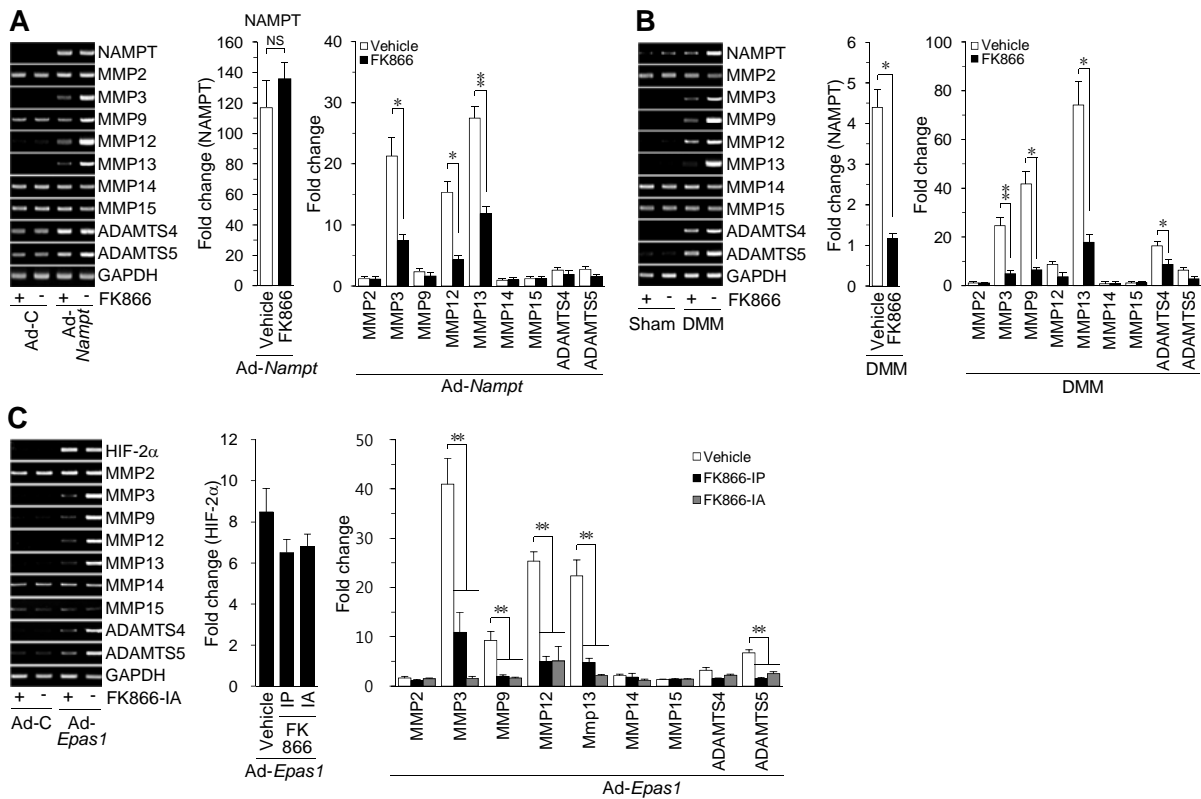 A
NAMPT
MMP2
MMP3
MMP9
MMP12
MMP13
MMP14
MMP15
ADAMTS4
ADAMTS5
GAPDH
+ - + - FK866
Ad-C
Ad-
Nampt
NAMPT
NS
Fold change (NAMPT)
160
140
120
100
80
60
40
20
0
Vehicle
FK866
Ad-Nampt
Fold change
40
30
20
10
0
Vehicle
FK866
*
*
**
MMP2
MMP3
MMP9
MMP12
MMP13
MMP14
MMP15
ADAMTS4
ADAMTS5
Ad-Nampt
B
NAMPT
MMP2
MMP3
MMP9
MMP12
MMP13
MMP14
MMP15
ADAMTS4
ADAMTS5
GAPDH
+ - + - FK866
Sham DMM
Fold change (NAMPT)
6
5
4
3
2
1
0
*
Vehicle
FK866
DMM
Fold change
100
80
60
40
20
0
Vehicle
FK866
**
*
*
*
MMP2
MMP3
MMP9
MMP12
MMP13
MMP14
MMP15
ADAMTS4
ADAMTS5
DMM
C
HIF-2α
MMP2
MMP3
MMP9
MMP12
MMP13
MMP14
MMP15
ADAMTS4
ADAMTS5
GAPDH
+ - + - FK866-IA
Ad-C
Ad-
Epas1
Fold change (HIF-2α)
12
10
8
6
4
2
0
Vehicle
IP
IA
FK
866
Ad-Epas1
Fold change
50
40
30
20
10
0
Vehicle
FK866-IP
FK866-IA
**
**
**
**
**
MMP2
MMP3
MMP9
MMP12
Mmp13
MMP14
MMP15
ADAMTS4
ADAMTS5
Ad-Epas1